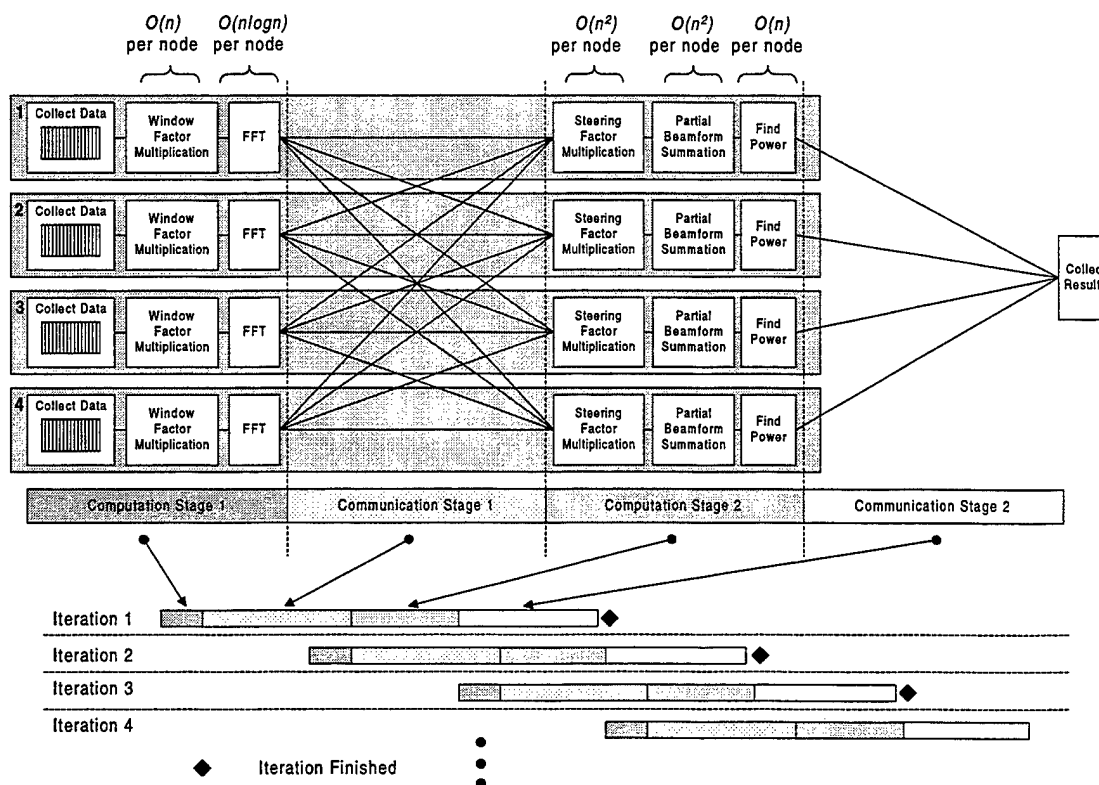 O(n) O(nlogn) O(n²) O(n²) O(n)
per node per node per node per node per node
1 Collect Data Window Factor Multiplication FFT Steering Factor Multiplication Partial Beamform Summation Find Power
2 Collect Data Window Factor Multiplication FFT Steering Factor Multiplication Partial Beamform Summation Find Power
Collect Result
3 Collect Data Window Factor Multiplication FFT Steering Factor Multiplication Partial Beamform Summation Find Power
4 Collect Data Window Factor Multiplication FFT Steering Factor Multiplication Partial Beamform Summation Find Power
Computation Stage 1 Communication Stage 1 Computation Stage 2 Communication Stage 2
Iteration 1
Iteration 2
Iteration 3
Iteration 4
Iteration Finished